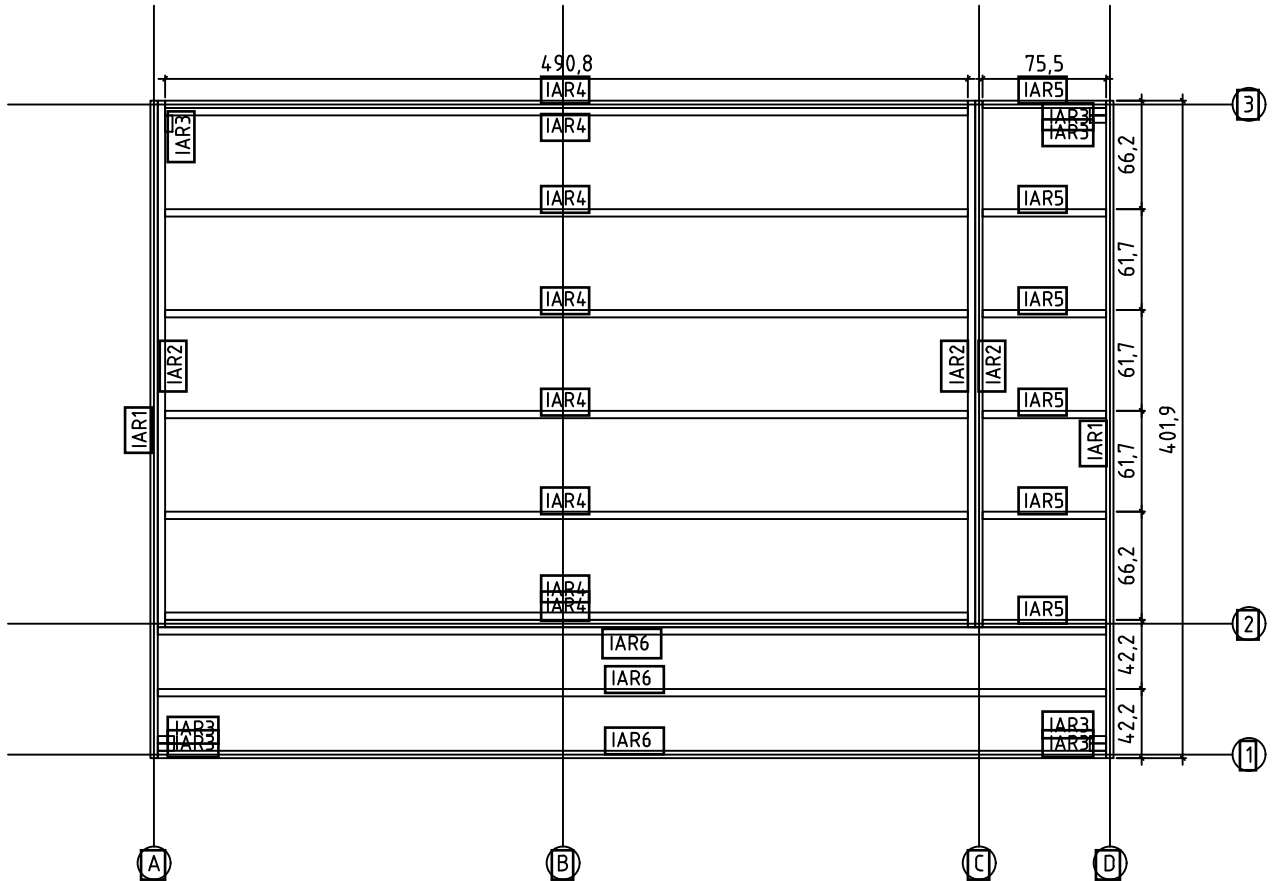 490,8 75,5
IAR4 IAR5
3
IAR3 IAR4 IAR3
IAR3
66,2
IAR4 IAR5
61,7
IAR4 IAR5
IAR2 IAR2 IAR2 61,7
IAR4 IAR5
IAR1 IAR1 401,9
61,7
IAR4 IAR5
66,2
IAR4
IAR4 IAR5
2
IAR6 42,2
IAR6
IAR3 IAR3 42,2
IAR3 IAR6 IAR3
1
A B C D